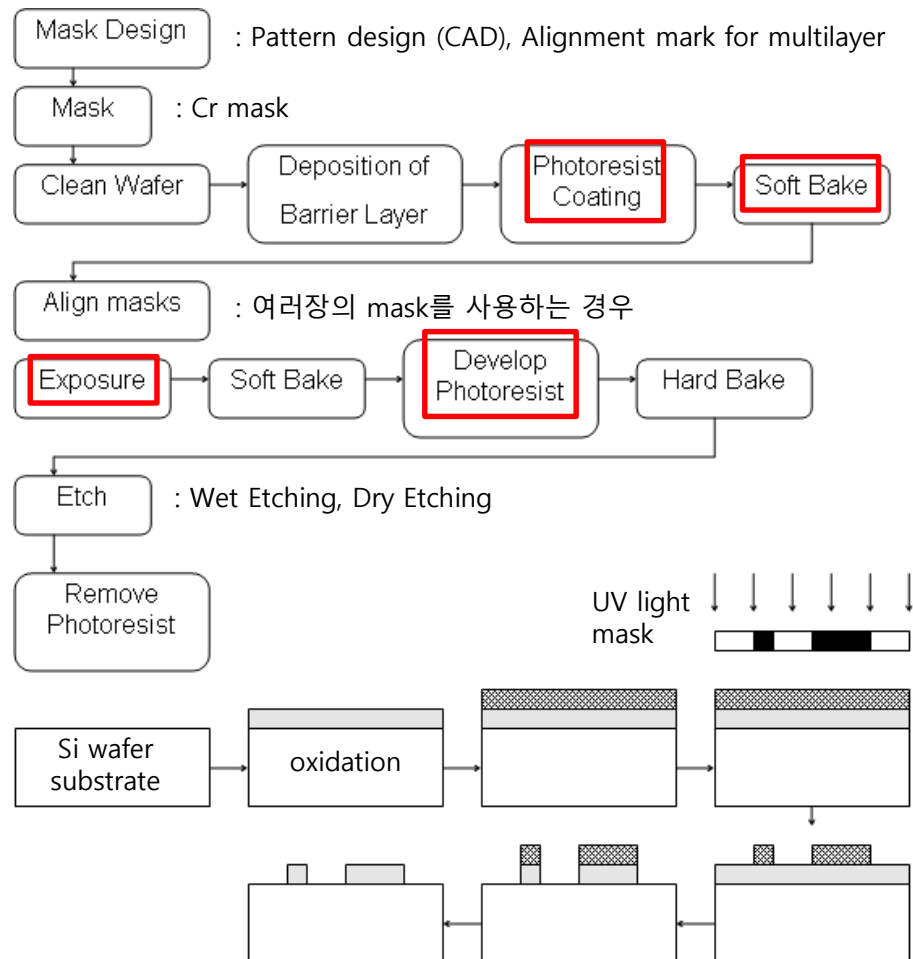 Mask Design
: Pattern design (CAD), Alignment mark for multilayer
Mask
: Cr mask
Clean Wafer
Deposition of
Barrier Layer
Photoresist
Coating
Soft Bake
Align masks
: 여러장의 mask를 사용하는 경우
Exposure
Soft Bake
Develop
Photoresist
Hard Bake
Etch
: Wet Etching, Dry Etching
Remove
Photoresist
UV light
mask
Si wafer
substrate
oxidation